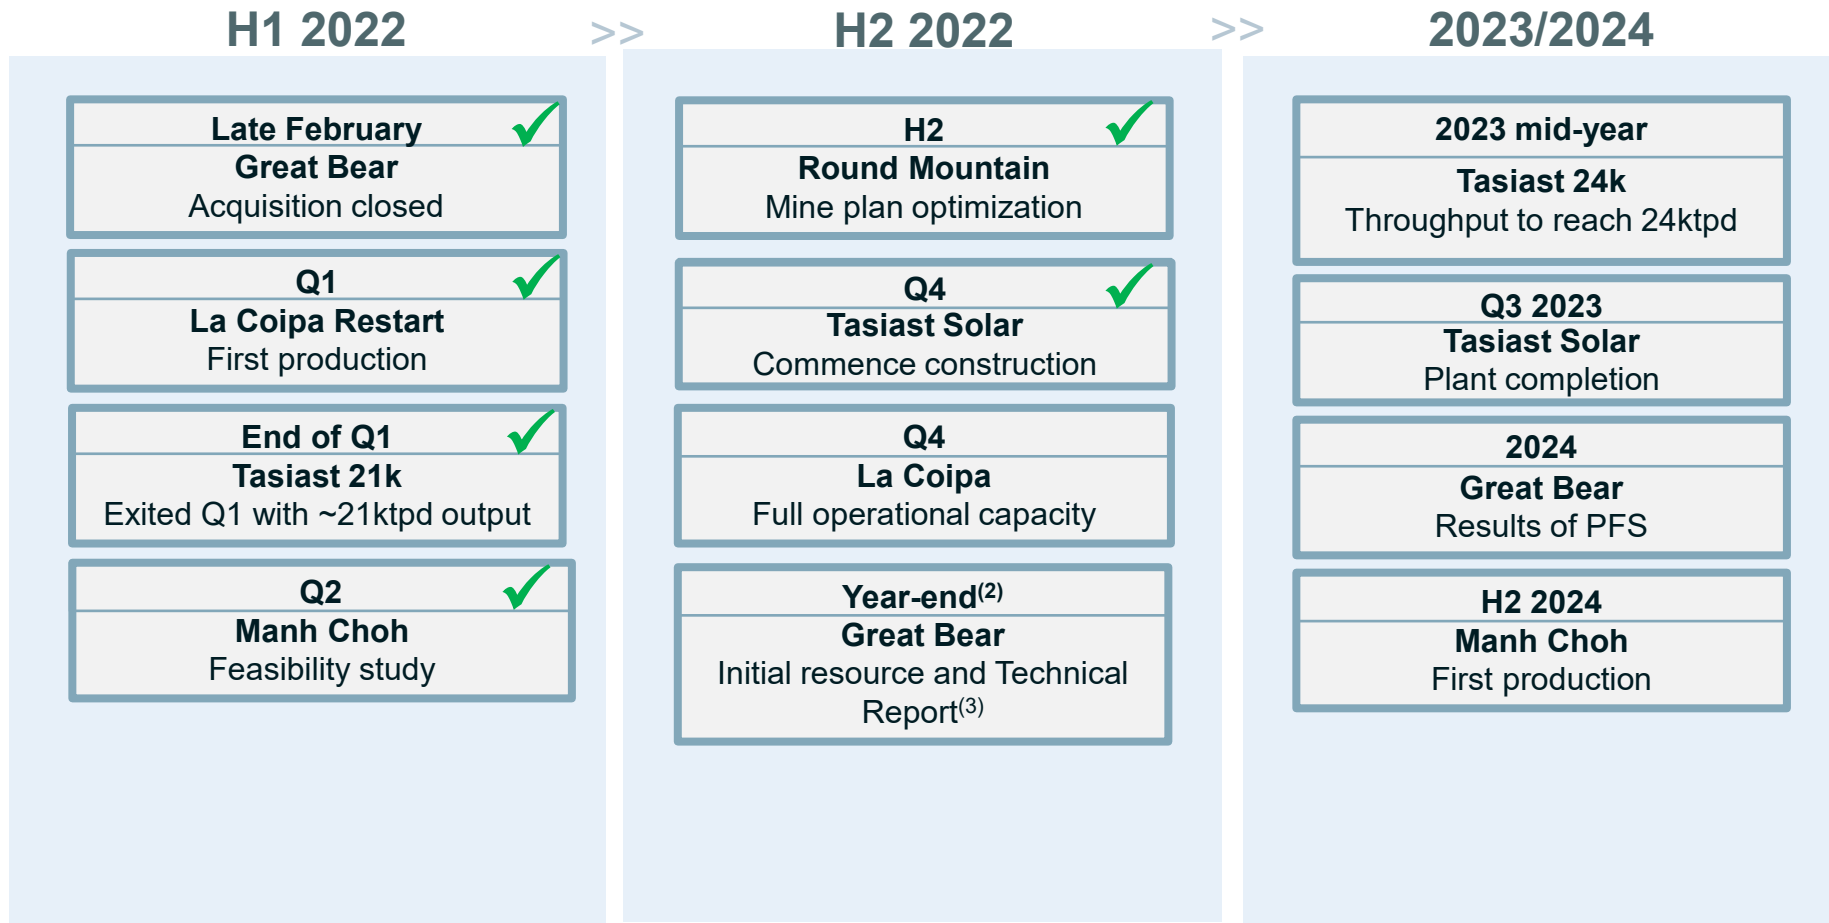 H1 2022
>>
H2 2022
>>
2023/2024
Late February
Great Bear
Acquisition closed
Q1
La Coipa Restart
First production
End of Q1
Tasiast 21k
Exited Q1 with ~21ktpd output
Q2
Manh Choh
Feasibility study
H2
Round Mountain
Mine plan optimization
Q4
Tasiast Solar
Commence construction
Q4
La Coipa
Full operational capacity
Year-end(2)
Great Bear
Initial resource and Technical
Report(3)
2023 mid-year
Tasiast 24k
Throughput to reach 24ktpd
Q3 2023
Tasiast Solar
Plant completion
2024
Great Bear
Results of PFS
H2 2024
Manh Choh
First production